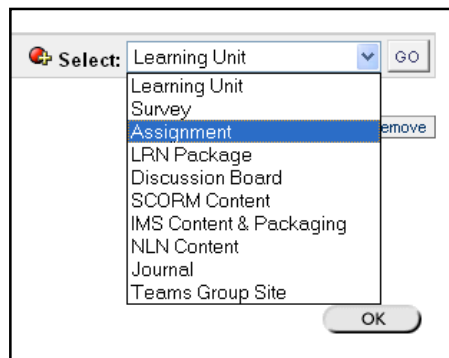 Select: Learning Unit GO
Learning Unit
Survey
Assignment emove
LRN Package
Discussion Board
SCORM Content
IMS Content & Packaging
NLN Content
Journal
Teams Group Site
OK